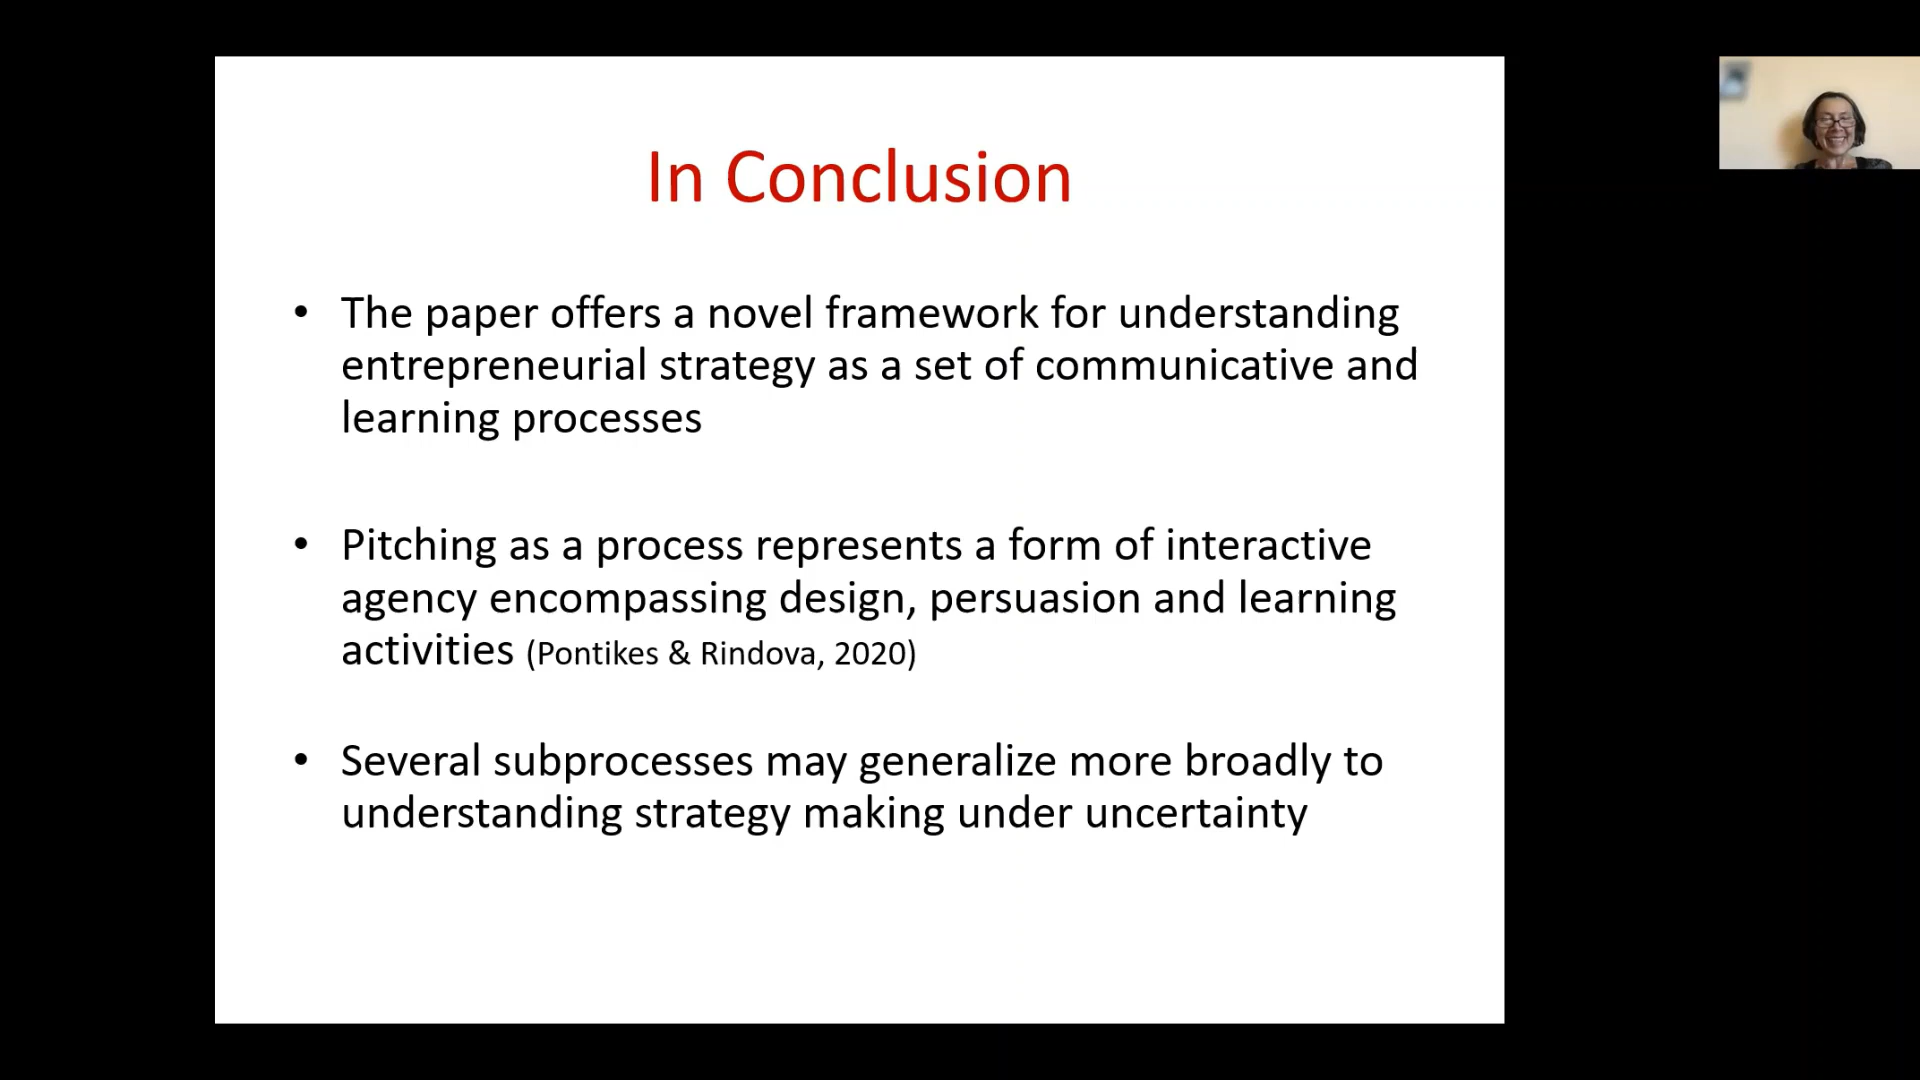 In Conclusion
• The paper offers a novel framework for understanding
entrepreneurial strategy as a set of communicative and
learning processes
• Pitching as a process represents a form of interactive
agency encompassing design, persuasion and learning
activities (Pontikes & Rindova, 2020)
• Several subprocesses may generalize more broadly to
understanding strategy making under uncertainty